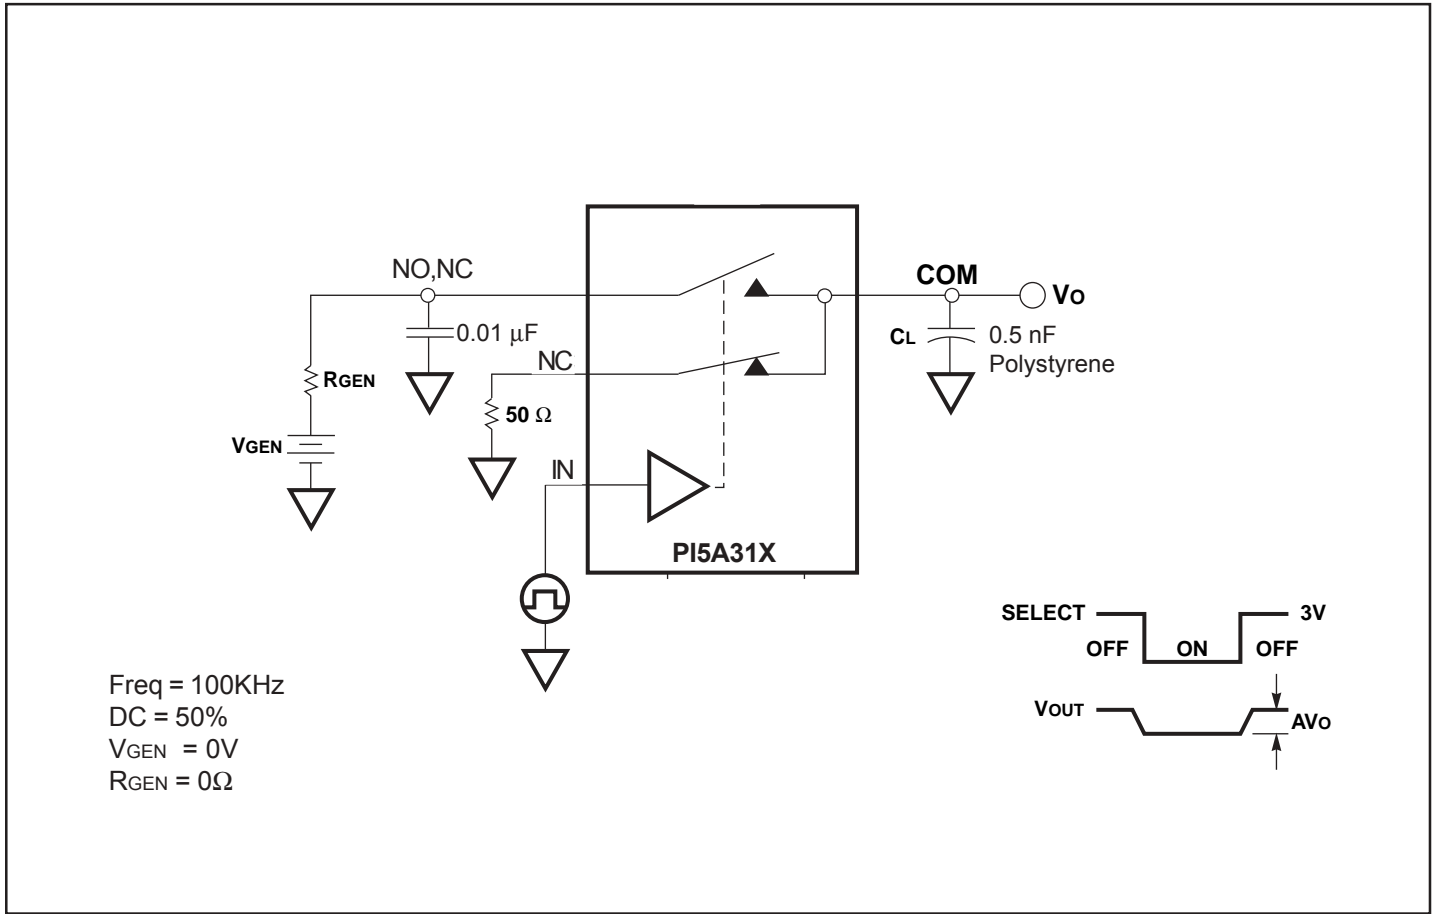 NO,NC
COM
Vo
0.01 μF
CL
0.5 nF
Polystyrene
NC
RGEN
50 Ω
VGEN
IN
PI5A31X
SELECT
3V
OFF
ON
OFF
VOUT
AVo
Freq = 100KHz
DC = 50%
VGEN = 0V
RGEN = 0Ω